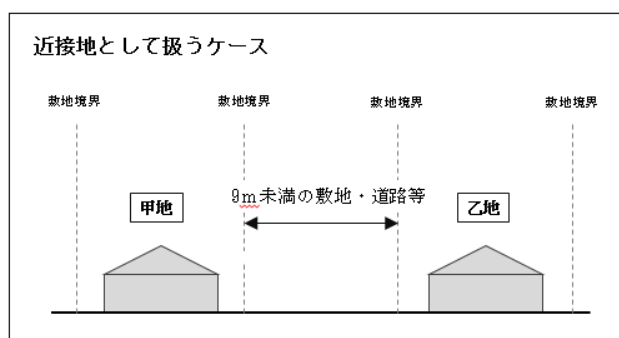 近接地として扱うケース
敷地境界 敷地境界 敷地境界 敷地境界
9m未満の敷地・道路等
甲地 乙地